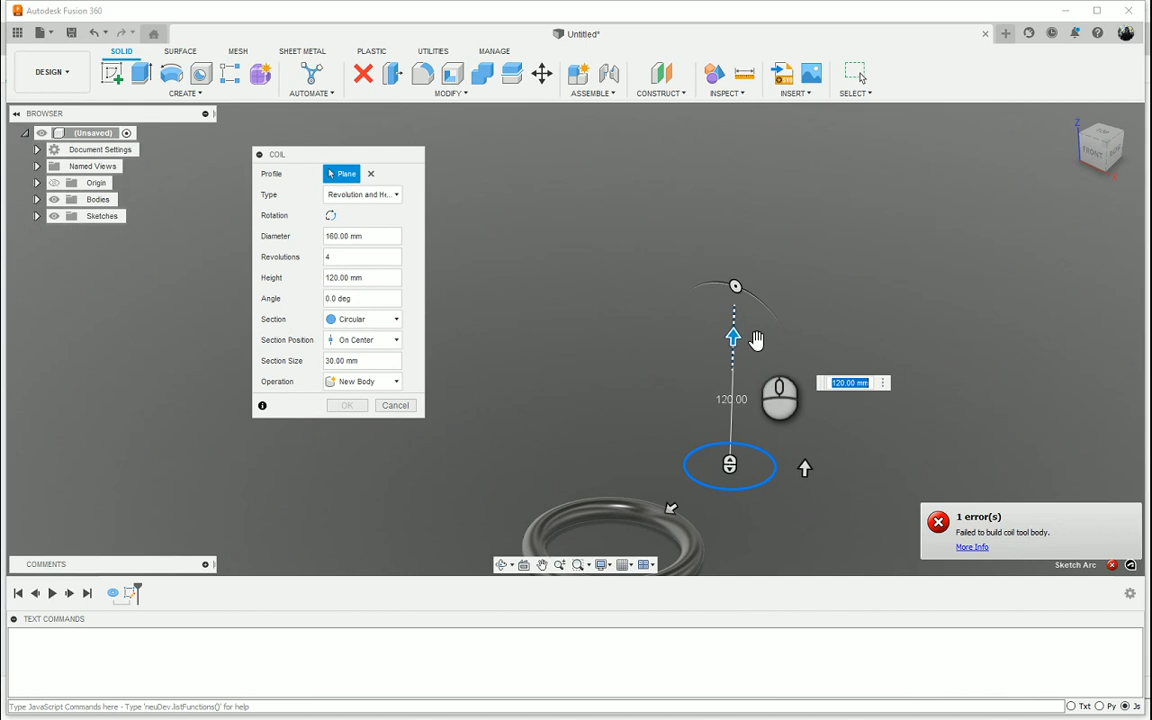 Autodesk Fusion 360
Untitled*
DESIGN
SOLID
SURFACE
MESH
SHEET METAL
PLASTIC
UTILITIES
MANAGE
CREATE
AUTOMATE
MODIFY
ASSEMBLE
CONSTRUCT
INSPECT
INSERT
SELECT
BROWSER
(Unsaved)
Document Settings
Named Views
Origin
Bodies
Sketches
COIL
Profile Plane
Type Revolution and He...
Rotation
Diameter 160.00 mm
Revolutions 4
Height 120.00 mm
Angle 0.0 deg
Section Circular
Section Position On Center
Section Size 30.00 mm
Operation New Body
OK Cancel
Z
FRONT
120.00
120.00 mm
1 error(s)
Failed to build coil tool body.
More Info
COMMENTS
Sketch Arc
TEXT COMMANDS
Type JavaScript Commands here - Type 'neuDev.listFunctions()' for help
Txt Py Js